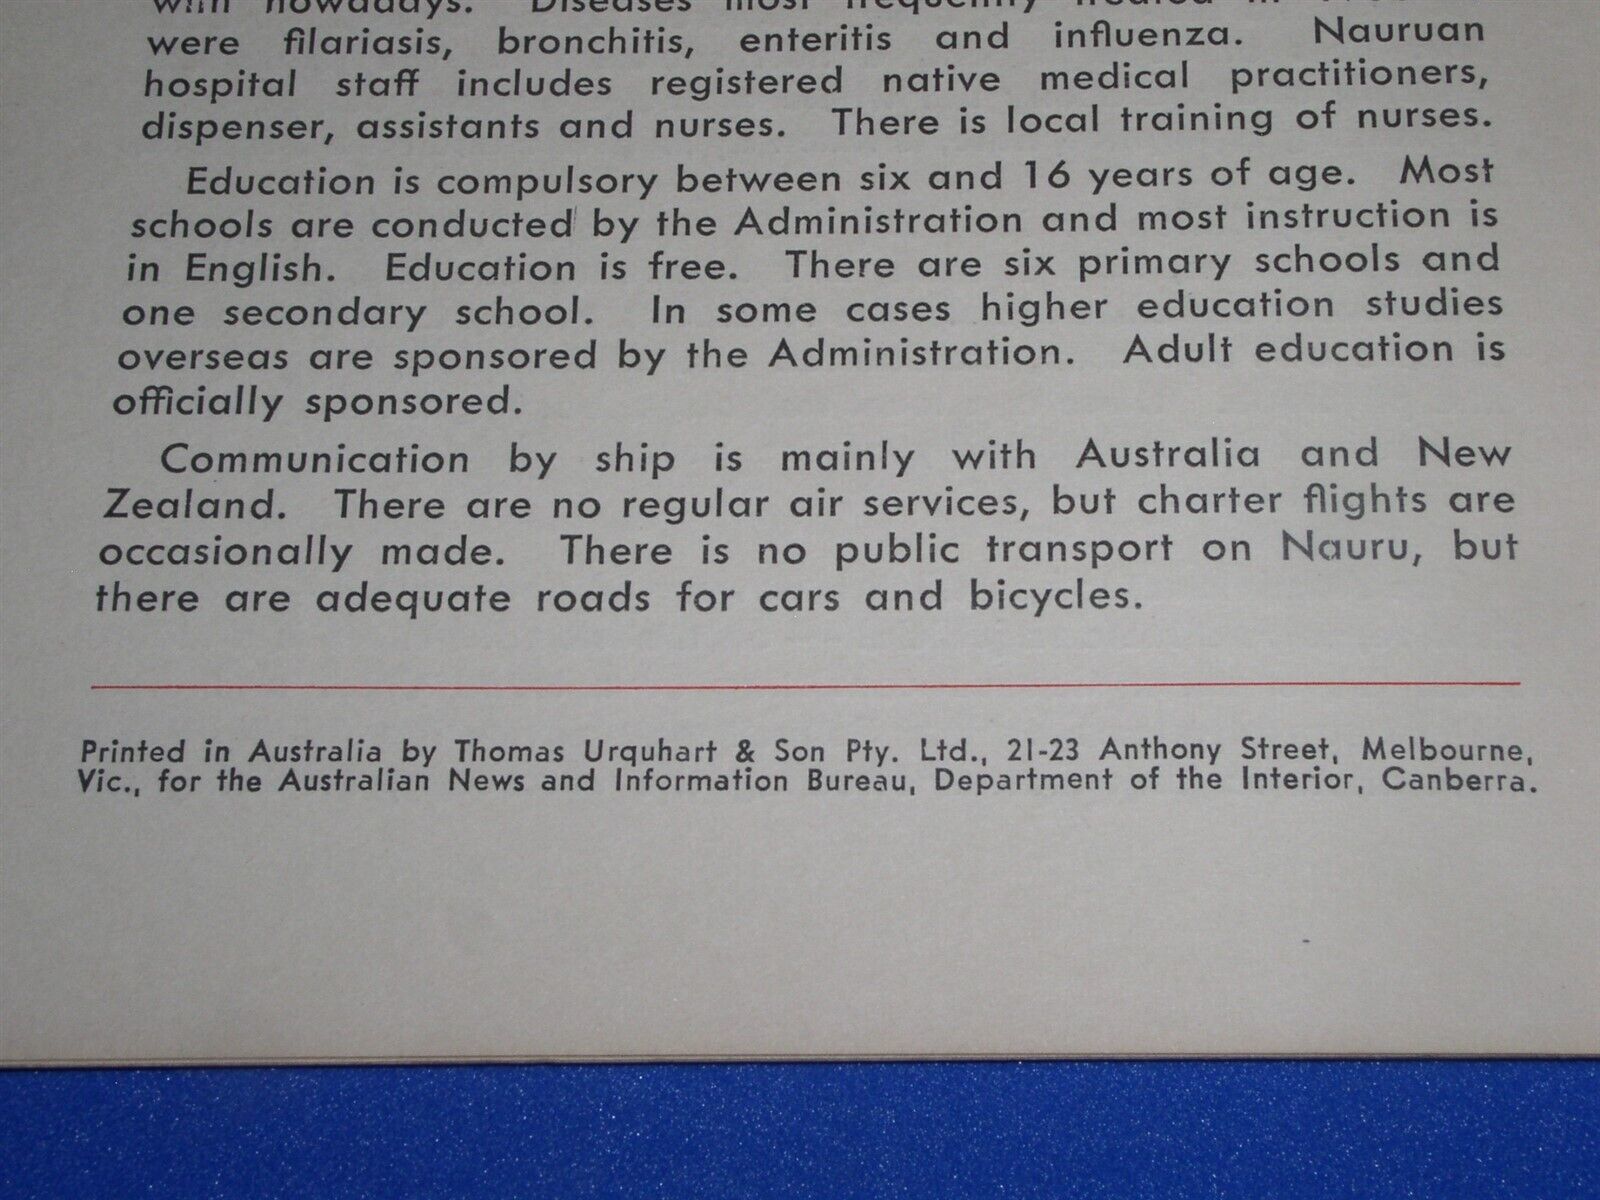 nowadays. Diseases most frequently treated in
were filariasis, bronchitis, enteritis and influenza. Nauruan
hospital staff includes registered native medical practitioners,
dispenser, assistants and nurses. There is local training of nurses.
Education is compulsory between six and 16 years of age. Most
schools are conducted by the Administration and most instruction is
in English. Education is free. There are six primary schools and
one secondary school. In some cases higher education studies
overseas are sponsored by the Administration. Adult education is
officially sponsored.
Communication by ship is mainly with Australia and New
Zealand. There are no regular air services, but charter flights are
occasionally made. There is no public transport on Nauru, but
there are adequate roads for cars and bicycles.
Printed in Australia by Thomas Urquhart & Son Pty. Ltd., 21-23 Anthony Street, Melbourne,
Vic., for the Australian News and Information Bureau, Department of the Interior, Canberra.